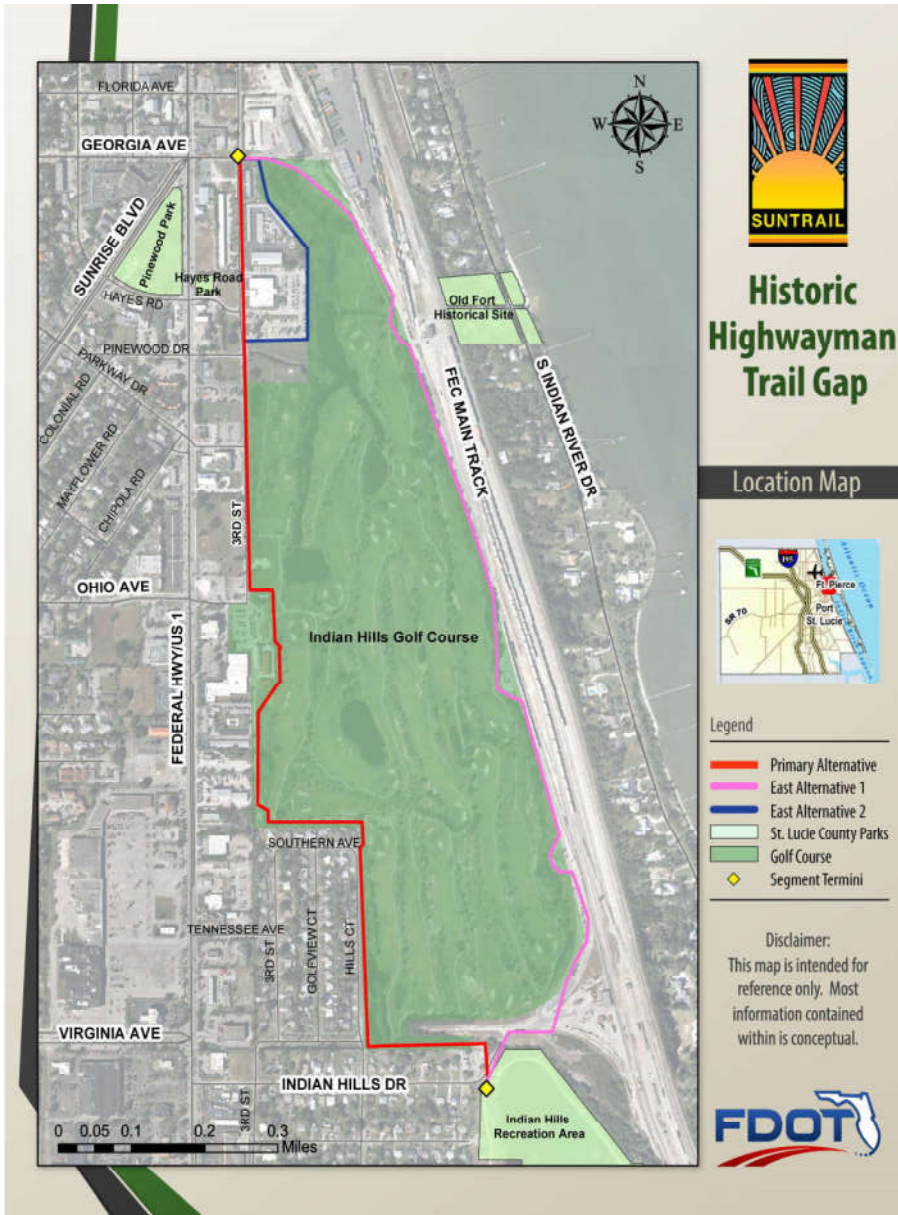 FLORIDA AVE
GEORGIA AVE
SUNRISE BLVD
Pinewood Park
Hayes Road
Park
HAYES RD
PINEWOOD DR
PARKWAY DR
COLONIAL RD
MAYFLOWER RD
CHIPOLA RD
3RD ST
OHIO AVE
FEDERAL HWY/US 1
Indian Hills Golf Course
Old Fort
Historical Site
FEC MAIN TRACK
S INDIAN RIVER DR
SOUTHERN AVE
TENNESSEE AVE
3RD ST
GOLFVIEW CT
HILLS CT
VIRGINIA AVE
INDIAN HILLS DR
3RD ST
Indian Hills
Recreation Area
0 0.05 0.1 0.2 0.3
Miles
N
W E
S
SUNTRAIL
Historic
Highwayman
Trail Gap
Location Map
Ft. Pierce
Port
St. Lucie
SR 70
Atlantic Ocean
Legend
Primary Alternative
East Alternative 1
East Alternative 2
St. Lucie County Parks
Golf Course
Segment Termini
Disclaimer:
This map is intended for
reference only. Most
information contained
within is conceptual.
FDOT